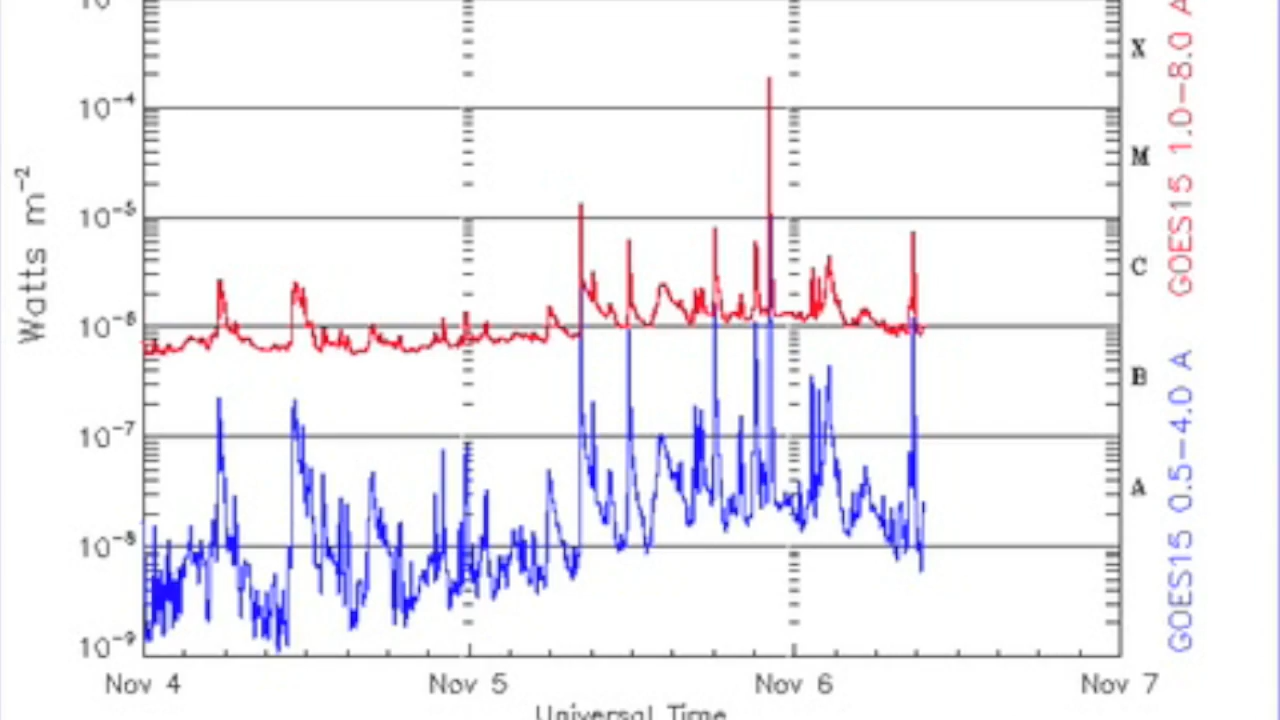 10
10⁻⁴
10⁻⁵
10⁻⁶
10⁻⁷
10⁻⁸
10⁻⁹
Watts m⁻²
X
M
C
B
A
GOES15 1.0–8.0 A
GOES15 0.5–4.0 A
Nov 4
Nov 5
Nov 6
Nov 7
Universal Time